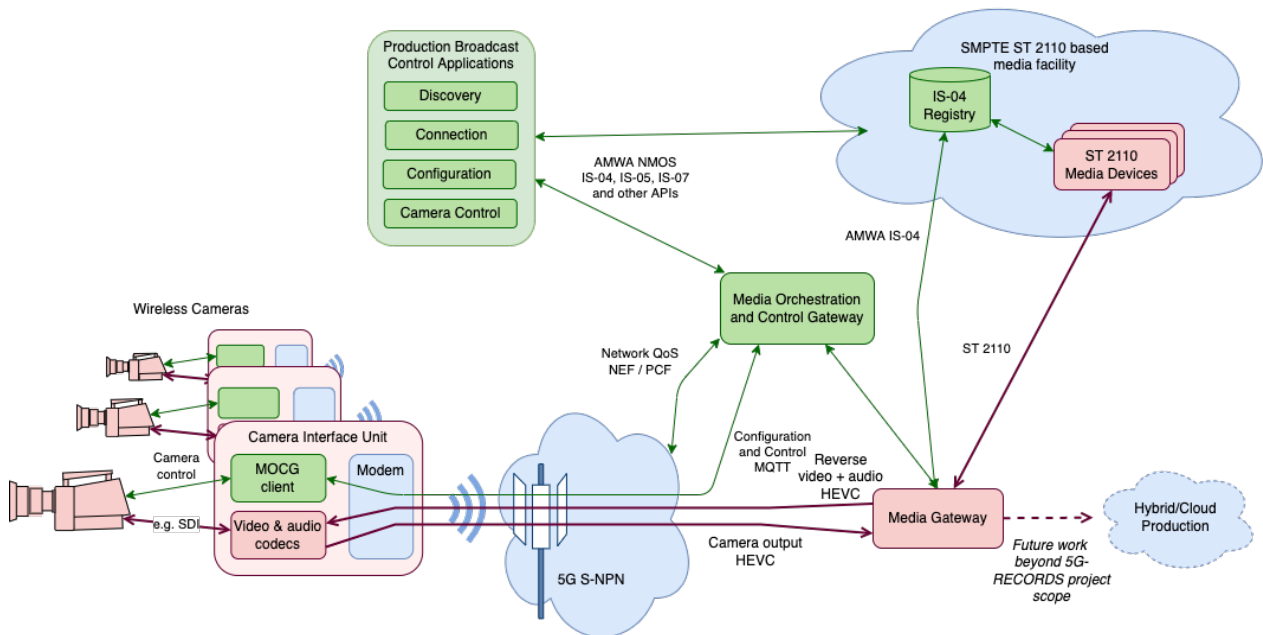 Production Broadcast
Control Applications
Discovery
Connection
Configuration
Camera Control
SMPTE ST 2110 based
media facility
IS-04
Registry
ST 2110
Media Devices
AMWA NMOS
IS-04, IS-05, IS-07
and other APIs
AMWA IS-04
Media Orchestration
and Control Gateway
ST 2110
Wireless Cameras
Network QoS
NEF / PCF
Camera Interface Unit
Camera
control
MOCG
client
Modem
e.g. SDI
Video & audio
codecs
5G S-NPN
Configuration
and Control
MQTT
Reverse
video + audio
HEVC
Camera output
HEVC
Media Gateway
Hybrid/Cloud
Production
Future work
beyond 5G-
RECORDS project
scope